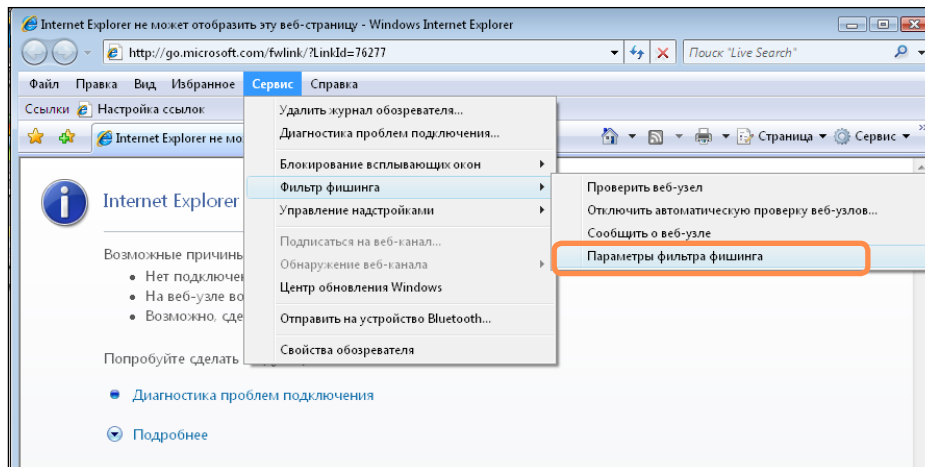 Internet Explorer не может отобразить эту веб-страницу - Windows Internet Explorer
http://go.microsoft.com/fwlink/?LinkId=76277
Поиск "Live Search"
Файл Правка Вид Избранное Сервис Справка
Ссылки Настройка ссылок
Internet Explorer не мо
Страница Сервис
Удалить журнал обозревателя...
Диагностика проблем подключения...
Блокирование всплывающих окон
Фильтр фишинга
Управление надстройками
Подписаться на веб-канал...
Обнаружение веб-канала
Центр обновления Windows
Отправить на устройство Bluetooth...
Свойства обозревателя
Проверить веб-узел
Отключить автоматическую проверку веб-узлов...
Сообщить о веб-узле
Параметры фильтра фишинга
Internet Explorer
Возможные причины
Нет подключен
На веб-узле во
Возможно, сде
Попробуйте сделать
Диагностика проблем подключения
Подробнее